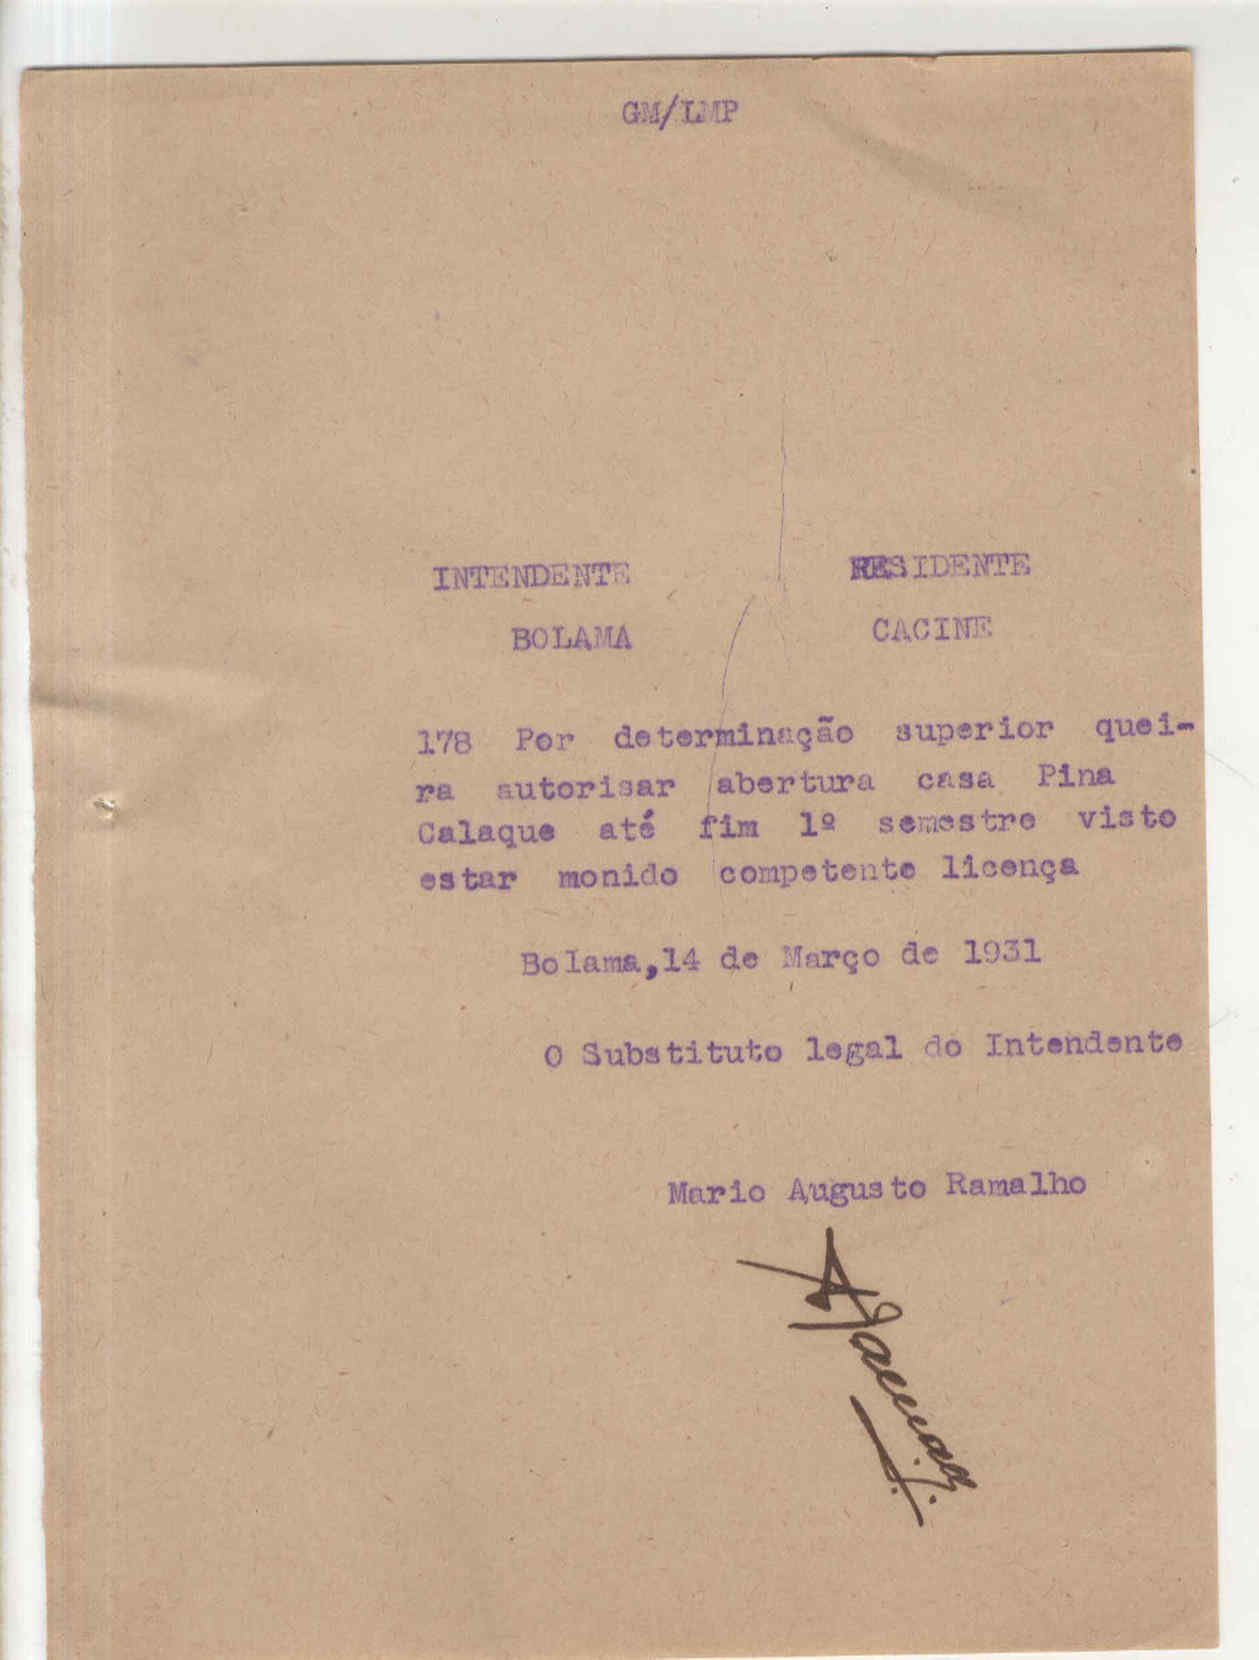 GM/LMP
INTENDENTE RESIDENTE
BOLAMA CACINE
178 Por determinação superior quei-
ra autorisar abertura casa Pina
Calaque até fim 1º semestre visto
estar monido competente licença
Bolama,14 de Março de 1931
O Substituto legal do Intendente
Mario Augusto Ramalho